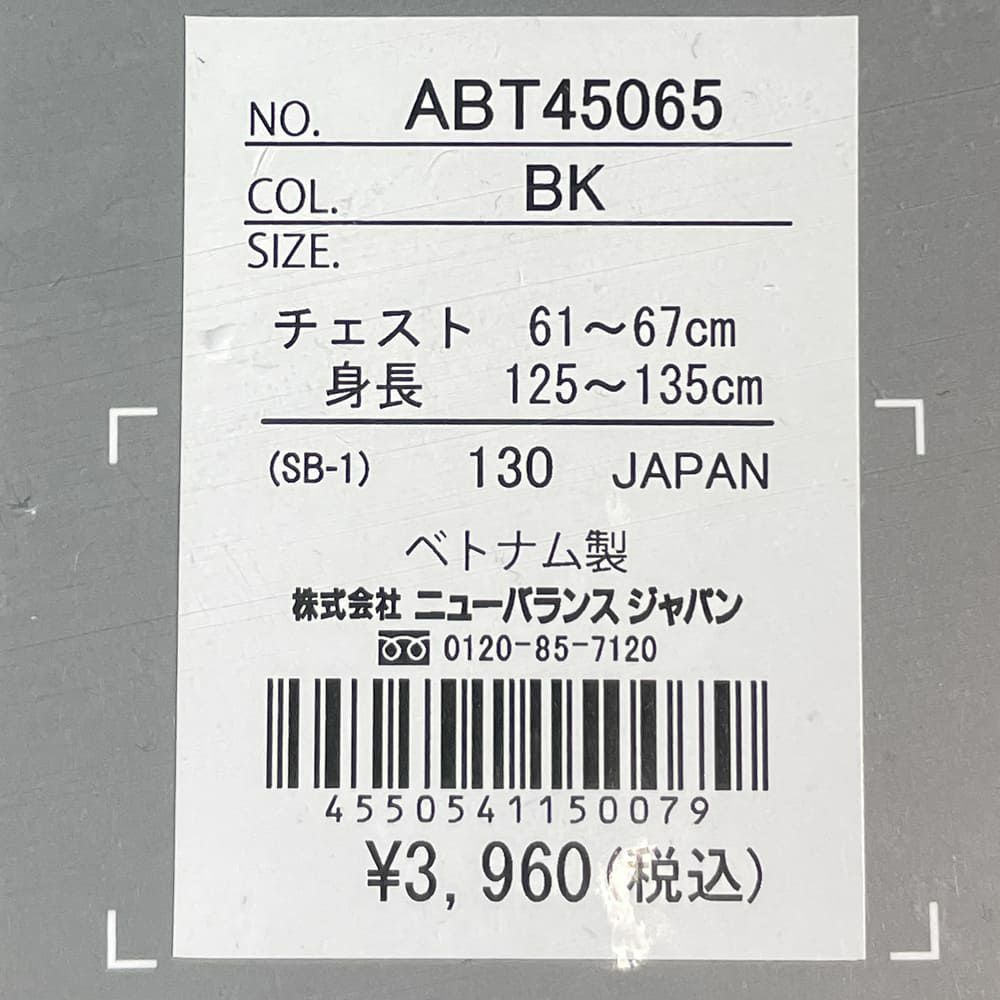 NO. ABT45065
COL. BK
SIZE.
チェスト 61～67cm
身長 125～135cm
(SB-1) 130 JAPAN
ベトナム製
株式会社 ニューバランス ジャパン
0120-85-7120
4550541150079
¥3,960(税込)